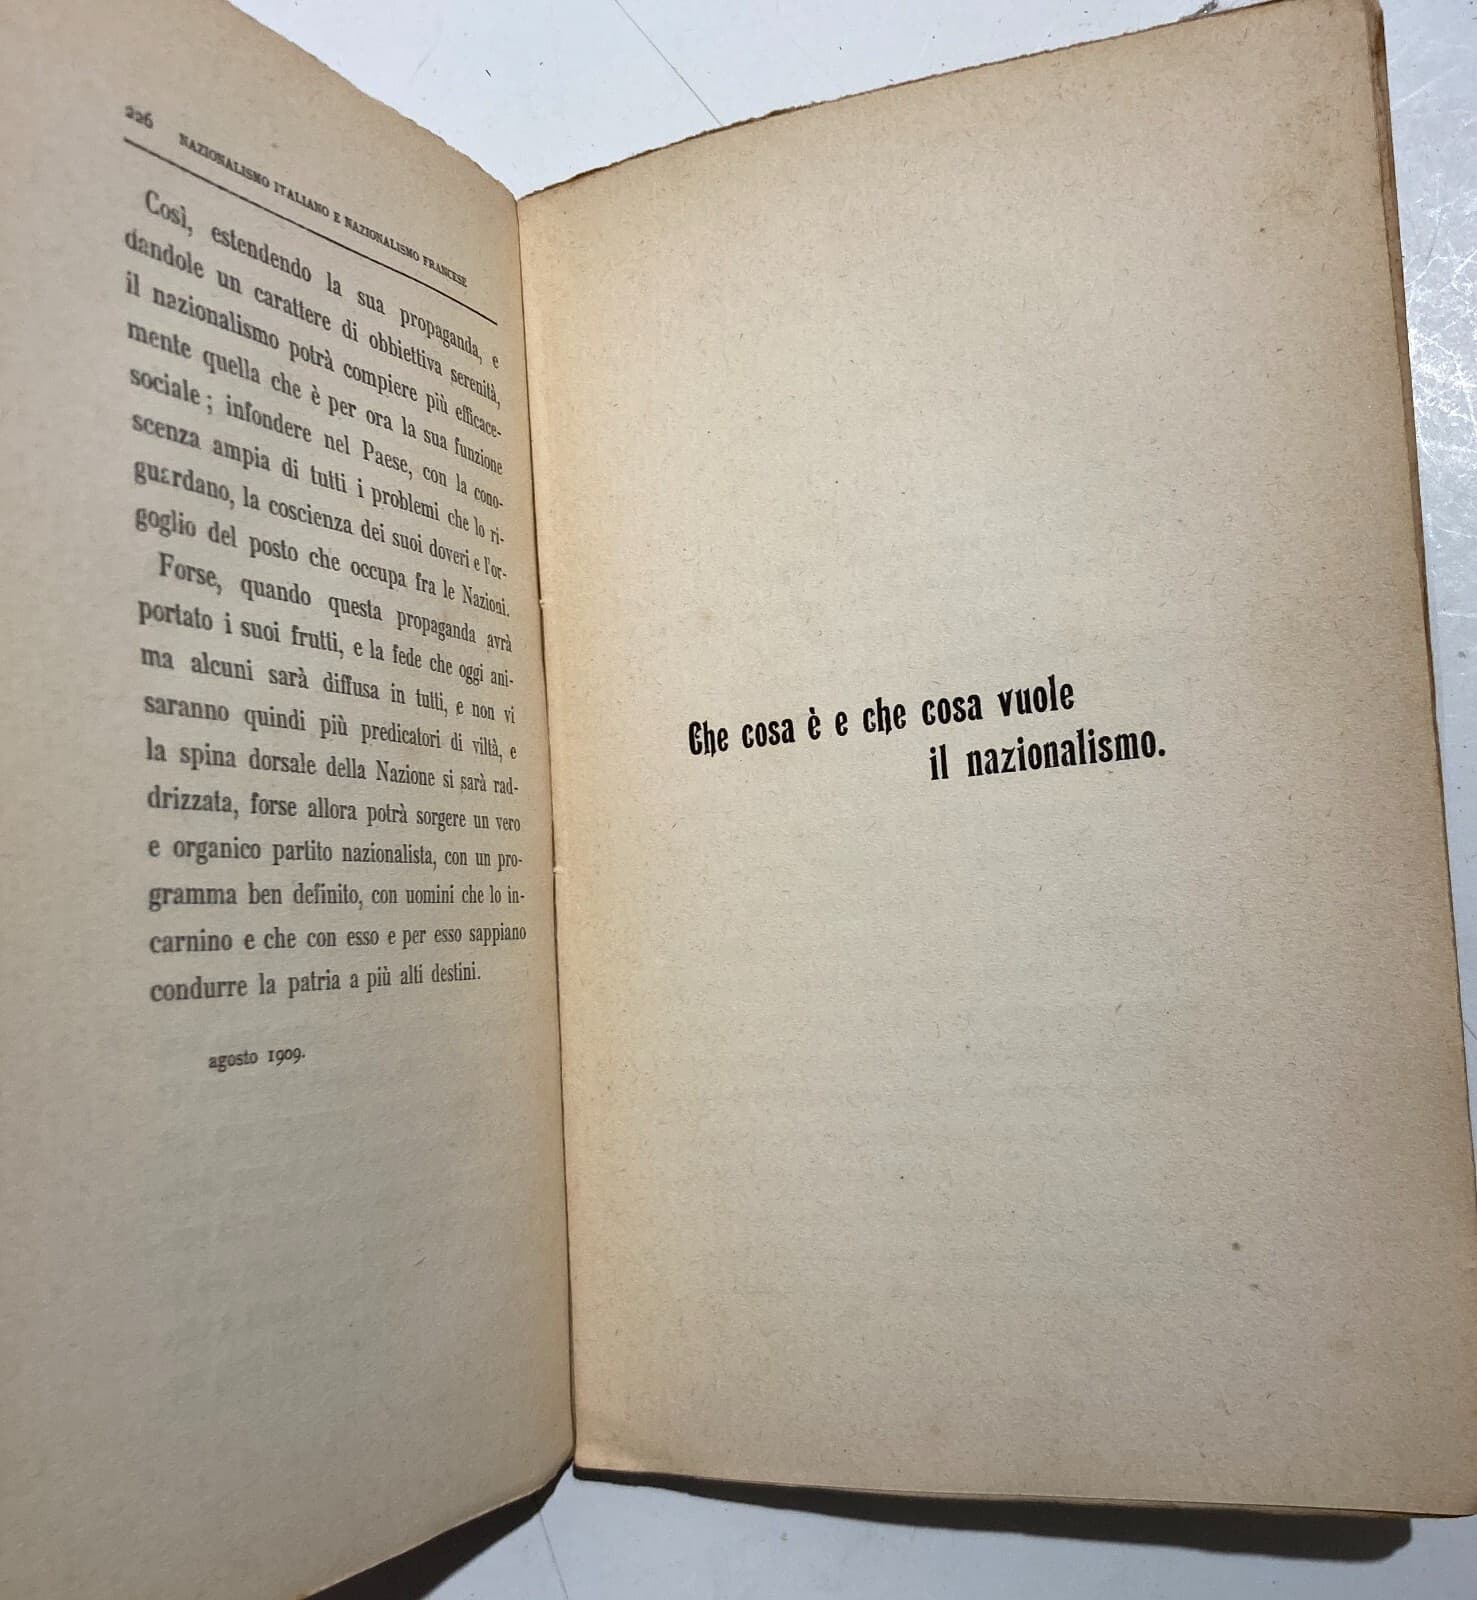 226 NAZIONALISMO ITALIANO E NAZIONALISMO FRANCESE
Così, estendendo la sua propaganda, e
dandole un carattere di obbiettiva serenità,
il nazionalismo potrà compiere più efficace-
mente quella che è per ora la sua funzione
sociale; infondere nel Paese, con la cono-
scenza ampia di tutti i problemi che lo ri-
guardano, la coscienza dei suoi doveri e l'or-
goglio del posto che occupa fra le Nazioni.
Forse, quando questa propaganda avrà
portato i suoi frutti, e la fede che oggi ani-
ma alcuni sarà diffusa in tutti, e non vi
saranno quindi più predicatori di viltà, e
la spina dorsale della Nazione si sarà rad-
drizzata, forse allora potrà sorgere un vero
e organico partito nazionalista, con un pro-
gramma ben definito, con uomini che lo in-
carnino e che con esso e per esso sappiano
condurre la patria a più alti destini.
agosto 1909.
Che cosa è e che cosa vuole
il nazionalismo.